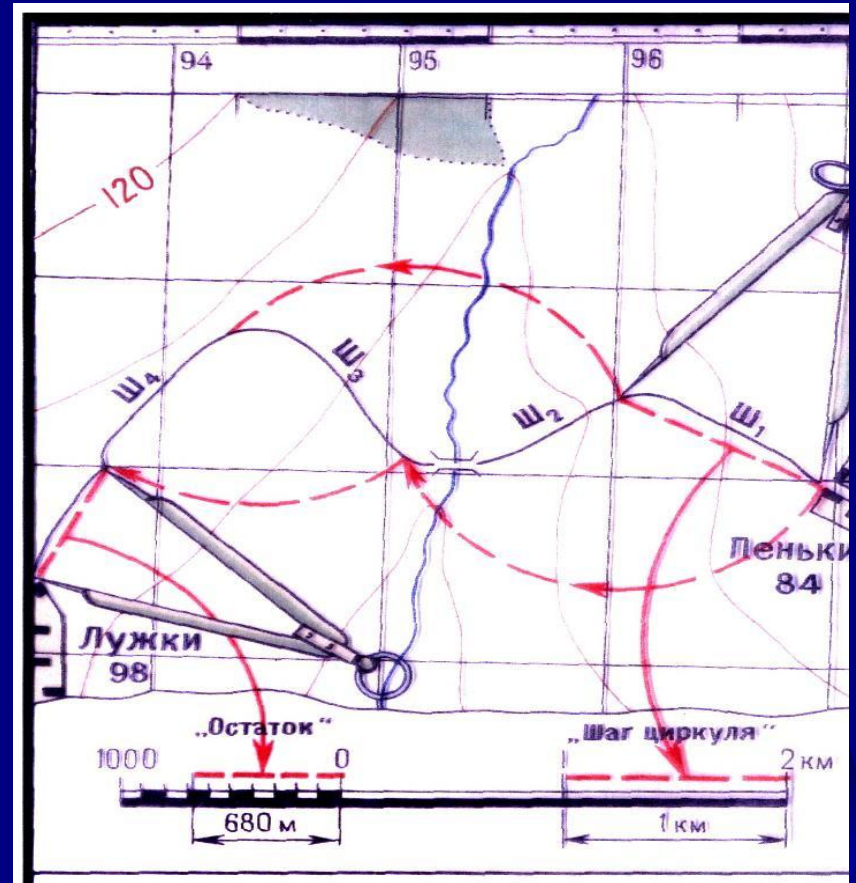 94 95 96
120
Ш₄ Ш₃ Ш₂ Ш₁
Пеньки
84
Лужки
98
„Остаток“ „Шаг циркуля“
1000 0 2 км
680 м 1 км